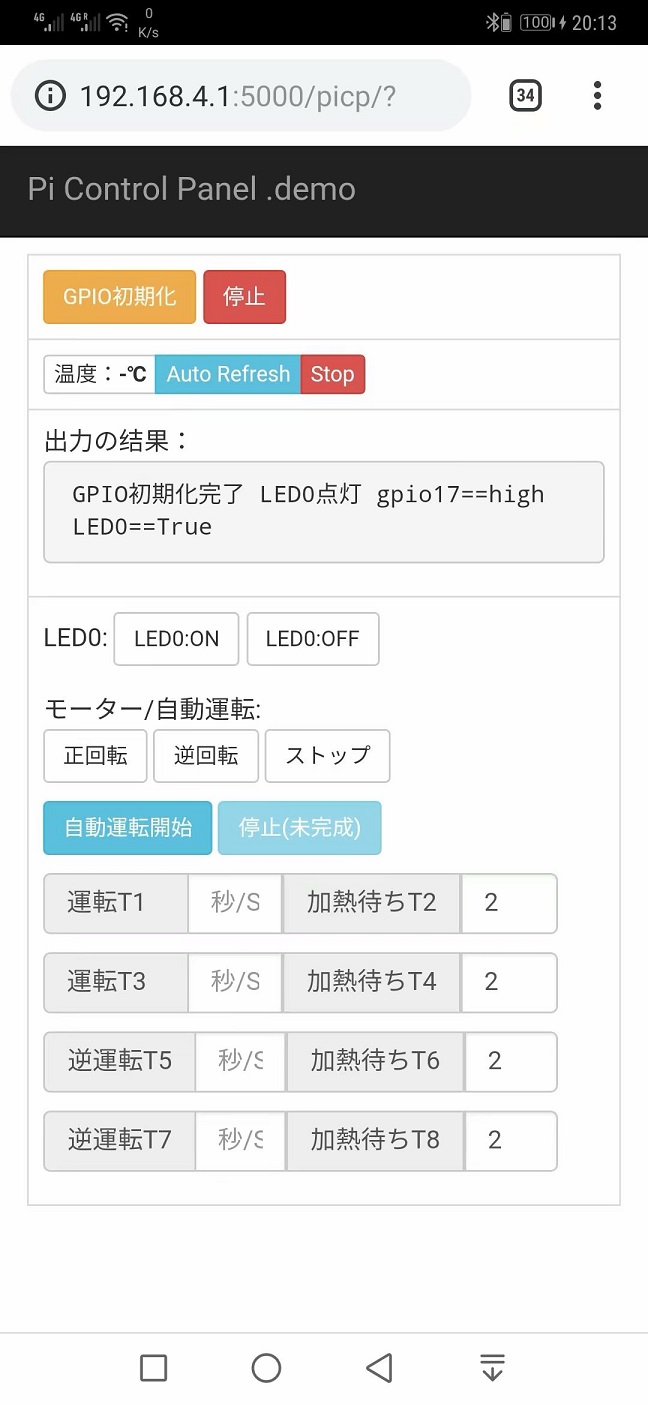 4G 4G R 0 K/s 100 20:13
192.168.4.1:5000/picp/? 34
Pi Control Panel .demo
GPIO初期化 停止
温度：-℃ Auto Refresh Stop
出力の结果：
GPIO初期化完了 LED0点灯 gpio17==high
LED0==True
LED0: LED0:ON LED0:OFF
モーター/自動運転:
正回転 逆回転 ストップ
自動運転開始 停止(未完成)
運転T1 秒/S 加熱待ちT2 2
運転T3 秒/S 加熱待ちT4 2
逆運転T5 秒/S 加熱待ちT6 2
逆運転T7 秒/S 加熱待ちT8 2